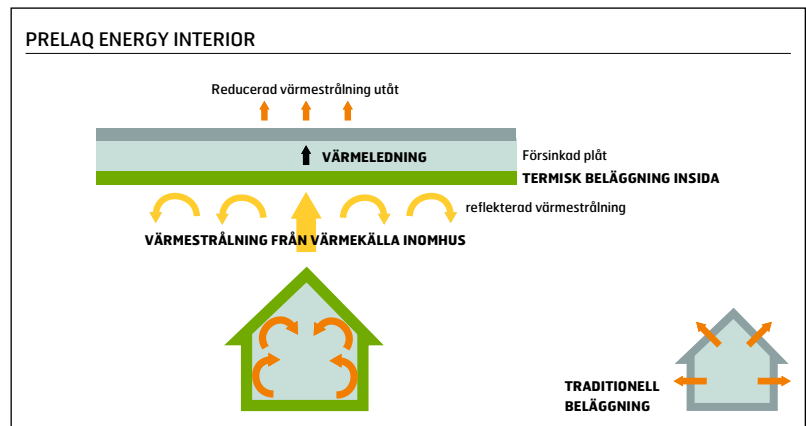 PRELAQ ENERGY INTERIOR
Reducerad värmestrålning utåt
VÄRMELEDNING
Försinkad plåt
TERMISK BELÄGGNING INSIDA
reflekterad värmestrålning
VÄRMESTRÅLNING FRÅN VÄRMEKÄLLA INOMHUS
TRADITIONELL
BELÄGGNING